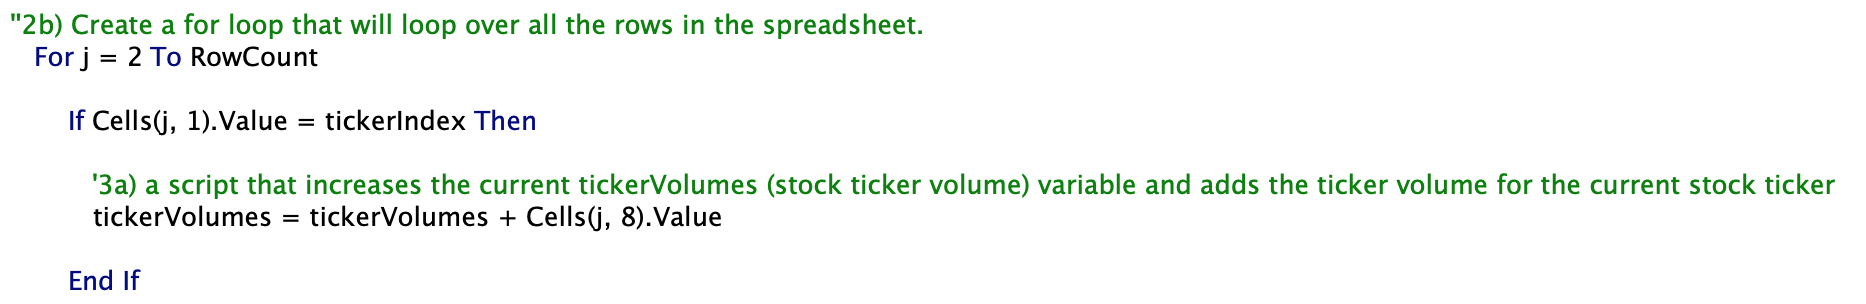 ''2b) Create a for loop that will loop over all the rows in the spreadsheet.
For j = 2 To RowCount
If Cells(j, 1).Value = tickerIndex Then
'3a) a script that increases the current tickerVolumes (stock ticker volume) variable and adds the ticker volume for the current stock ticker
tickerVolumes = tickerVolumes + Cells(j, 8).Value
End If